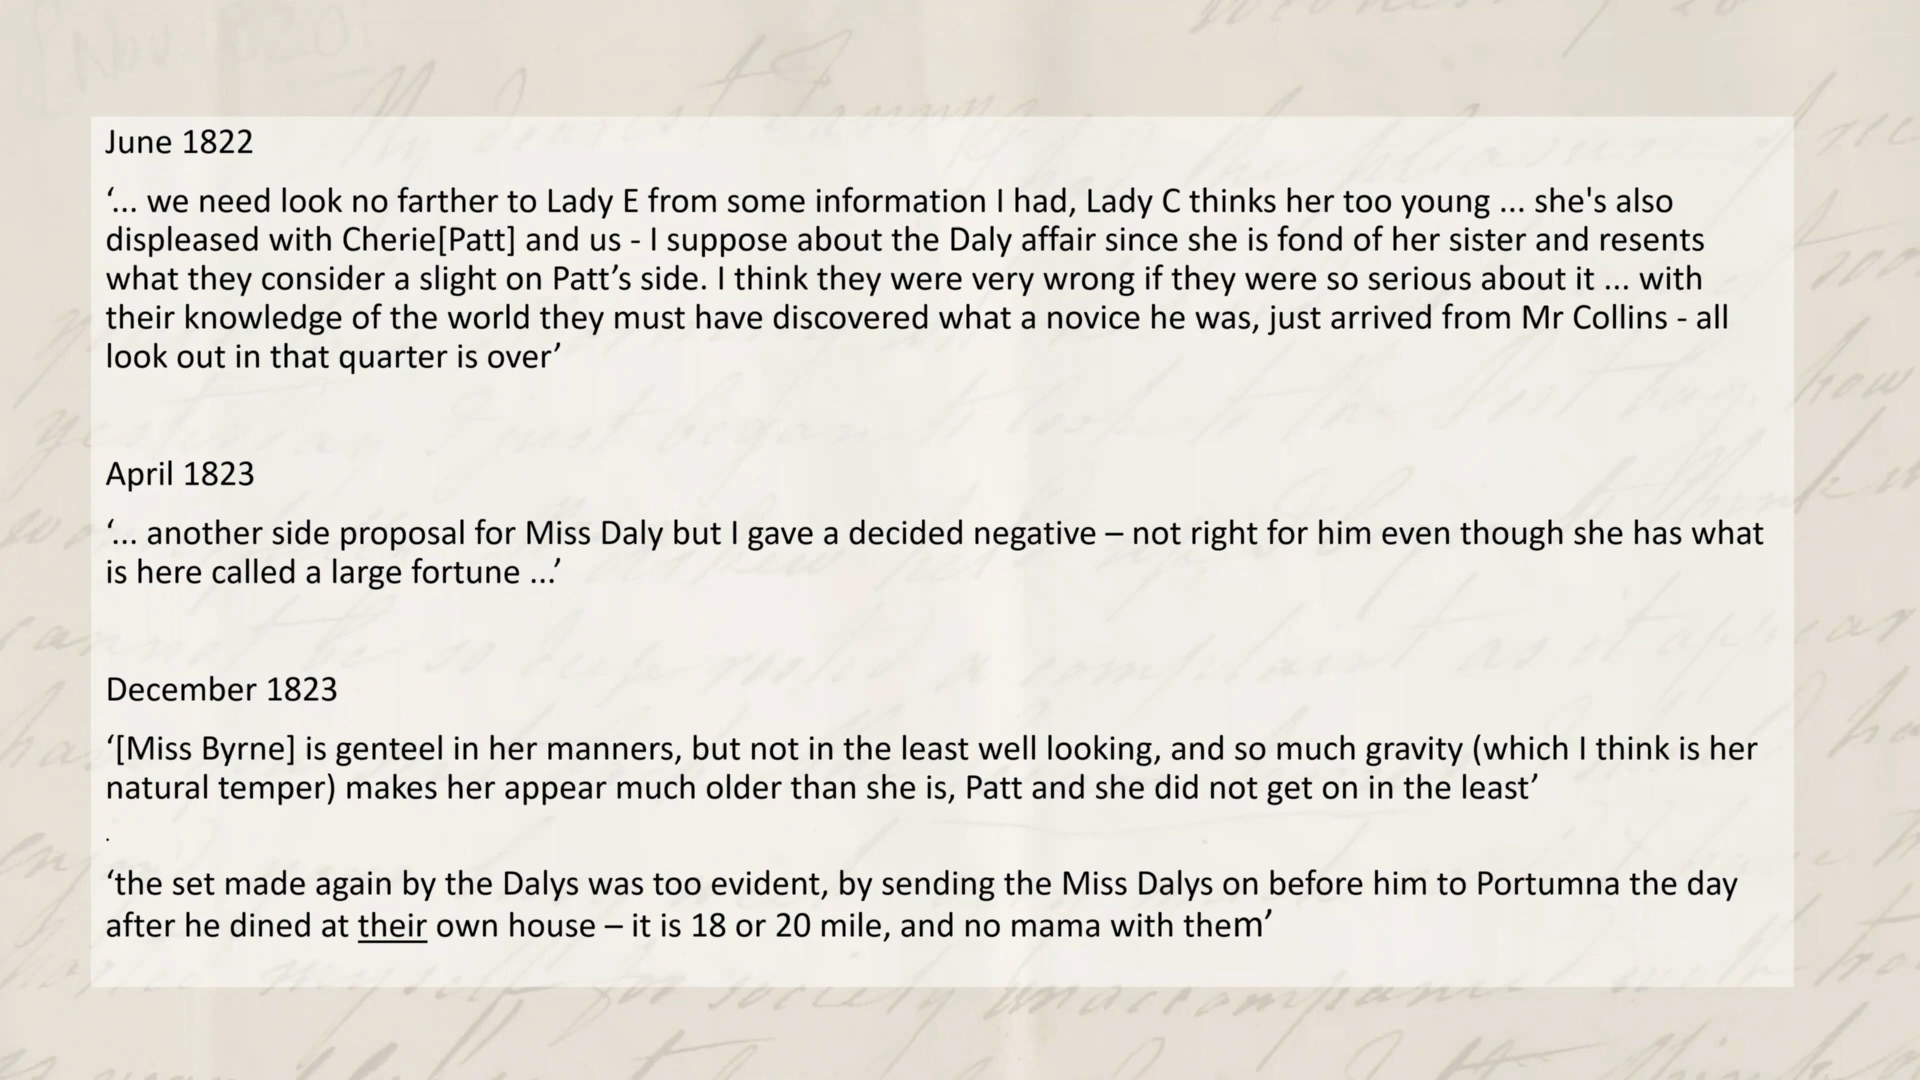 June 1822
‘... we need look no farther to Lady E from some information I had, Lady C thinks her too young ... she's also
displeased with Cherie[Patt] and us - I suppose about the Daly affair since she is fond of her sister and resents
what they consider a slight on Patt’s side. I think they were very wrong if they were so serious about it ... with
their knowledge of the world they must have discovered what a novice he was, just arrived from Mr Collins - all
look out in that quarter is over’
April 1823
‘... another side proposal for Miss Daly but I gave a decided negative – not right for him even though she has what
is here called a large fortune ...’
December 1823
‘[Miss Byrne] is genteel in her manners, but not in the least well looking, and so much gravity (which I think is her
natural temper) makes her appear much older than she is, Patt and she did not get on in the least’
.
‘the set made again by the Dalys was too evident, by sending the Miss Dalys on before him to Portumna the day
after he dined at their own house – it is 18 or 20 mile, and no mama with them’